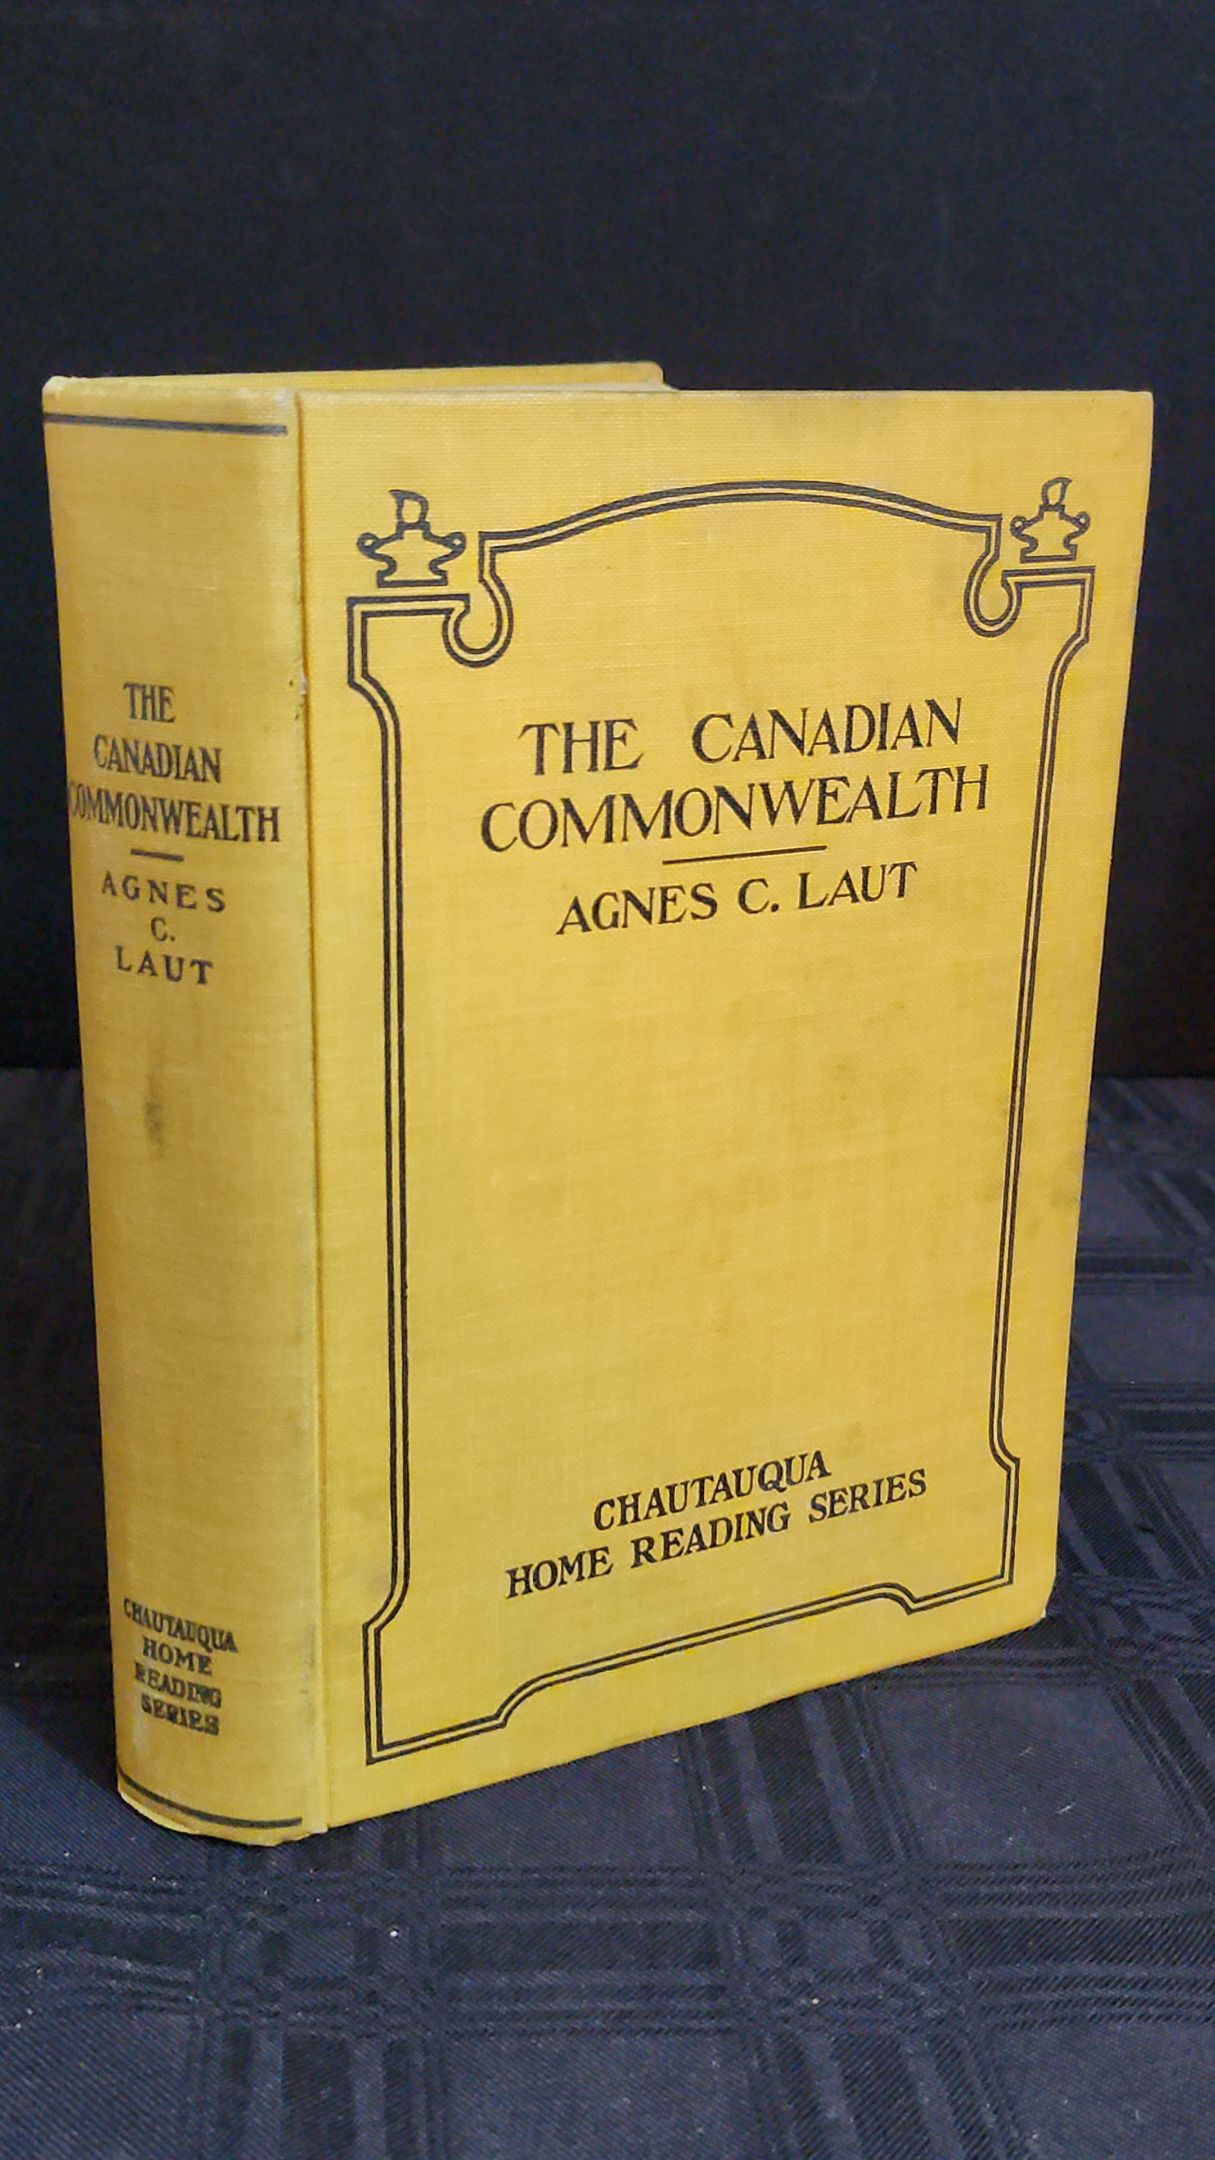 THE
CANADIAN
COMMONWEALTH
AGNES
C.
LAUT
CHAUTAUQUA
HOME
READING
SERIES
THE CANADIAN
COMMONWEALTH
AGNES C. LAUT
CHAUTAUQUA
HOME READING SERIES